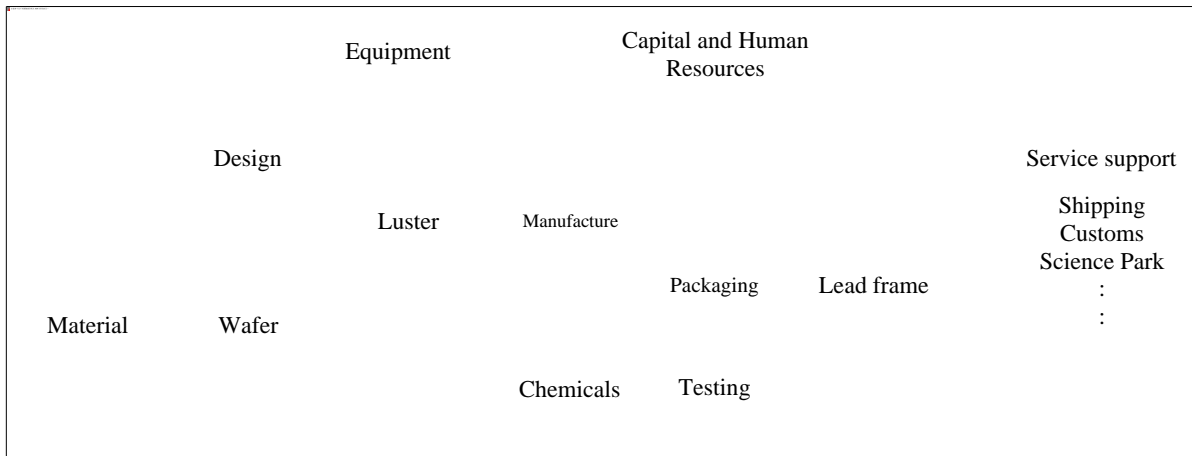 Equipment
Capital and Human
Resources
Design
Service support
Luster
Manufacture
Shipping
Customs
Science Park
:
:
Packaging
Lead frame
Material
Wafer
Chemicals
Testing